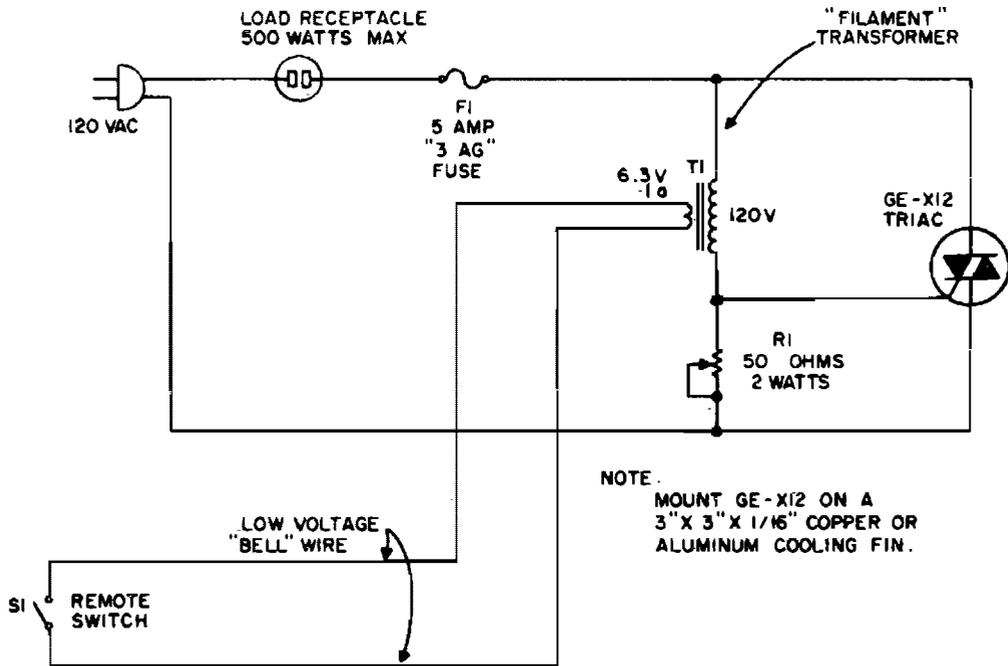 LOAD RECEPTACLE
500 WATTS MAX
"FILAMENT"
TRANSFORMER
120 VAC
F1
5 AMP
"3 AG"
FUSE
6.3V
1a
T1
120V
GE-X12
TRIAC
R1
50 OHMS
2 WATTS
NOTE.
MOUNT GE-X12 ON A
3" X 3" X 1/16" COPPER OR
ALUMINUM COOLING FIN.
LOW VOLTAGE
"BELL" WIRE
S1
REMOTE
SWITCH